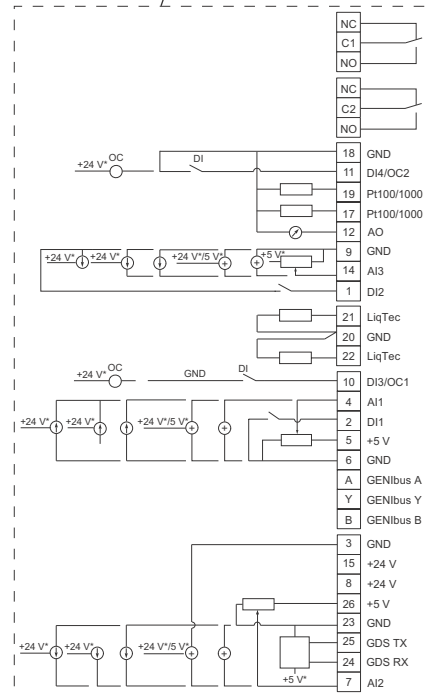 NC
C1
NO
NC
C2
NO
18 GND
+24 V* OC DI 11 DI4/OC2
19 Pt100/1000
17 Pt100/1000
12 AO
9 GND
+24 V* +24 V* +24 V*/5 V* +5 V*
14 AI3
1 DI2
21 LiqTec
20 GND
22 LiqTec
+24 V* OC GND DI 10 DI3/OC1
4 AI1
+24 V* +24 V* +24 V*/5 V* 2 DI1
5 +5 V
6 GND
A GENIbus A
Y GENIbus Y
B GENIbus B
3 GND
15 +24 V
8 +24 V
26 +5 V
23 GND
25 GDS TX
+24 V* +24 V* +24 V*/5 V* 24 GDS RX
+5 V* 7 AI2